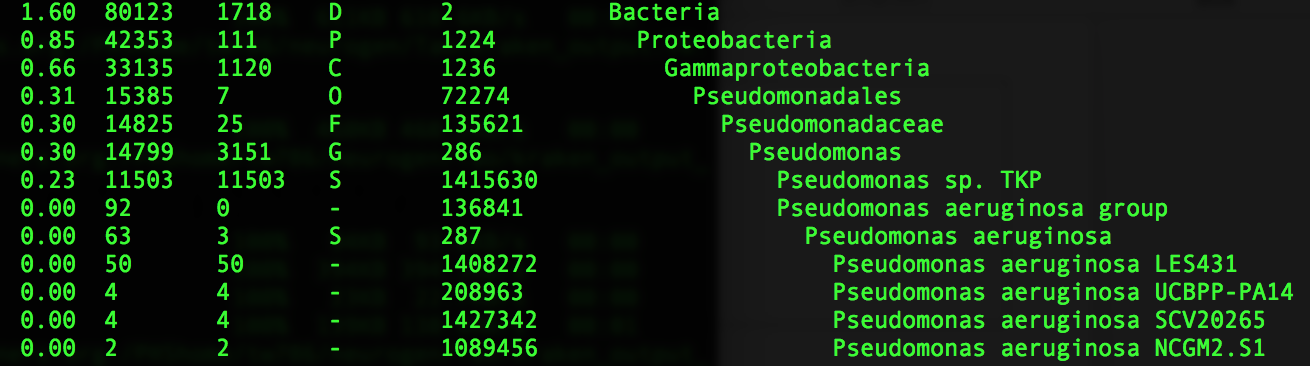 1.60 80123 1718 D 2 Bacteria
0.85 42353 111 P 1224 Proteobacteria
0.66 33135 1120 C 1236 Gammaproteobacteria
0.31 15385 7 O 72274 Pseudomonadales
0.30 14825 25 F 135621 Pseudomonadaceae
0.30 14799 3151 G 286 Pseudomonas
0.23 11503 11503 S 1415630 Pseudomonas sp. TKP
0.00 92 0 - 136841 Pseudomonas aeruginosa group
0.00 63 3 S 287 Pseudomonas aeruginosa
0.00 50 50 - 1408272 Pseudomonas aeruginosa LES431
0.00 4 4 - 208963 Pseudomonas aeruginosa UCBPP-PA14
0.00 4 4 - 1427342 Pseudomonas aeruginosa SCV20265
0.00 2 2 - 1089456 Pseudomonas aeruginosa NCGM2.S1